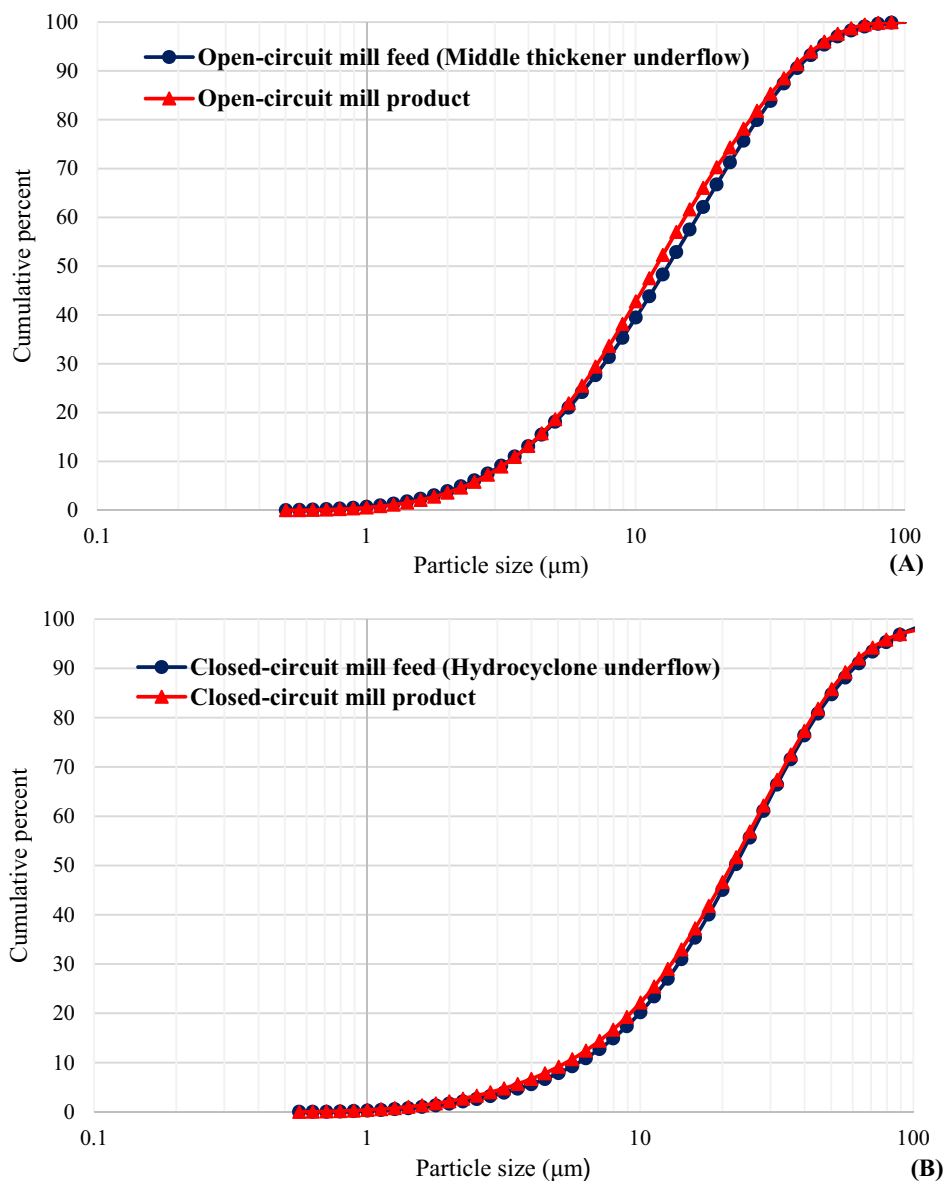 100
90
80
70
60
50
40
30
20
10
0
Cumulative percent
Open-circuit mill feed (Middle thickener underflow)
Open-circuit mill product
0.1 1 10 100
Particle size (μm)
(A)
100
90
80
70
60
50
40
30
20
10
0
Cumulative percent
Closed-circuit mill feed (Hydrocyclone underflow)
Closed-circuit mill product
0.1 1 10 100
Particle size (μm)
(B)